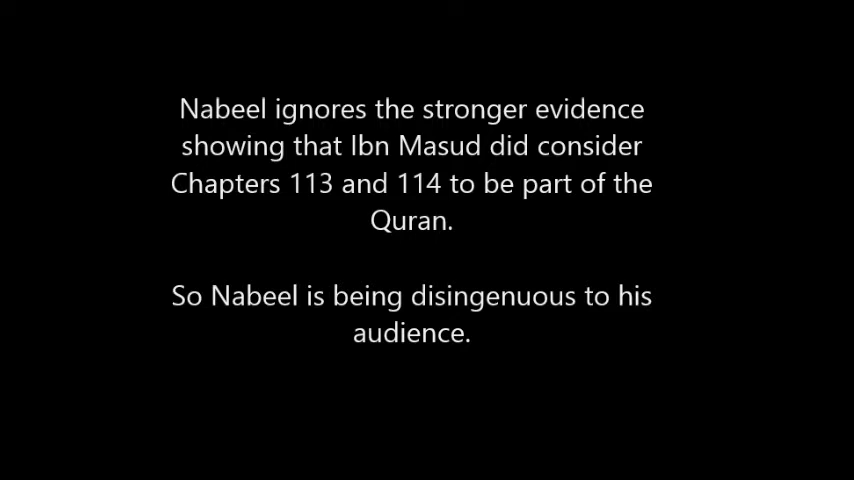 Nabeel ignores the stronger evidence
showing that Ibn Masud did consider
Chapters 113 and 114 to be part of the
Quran.
So Nabeel is being disingenuous to his
audience.